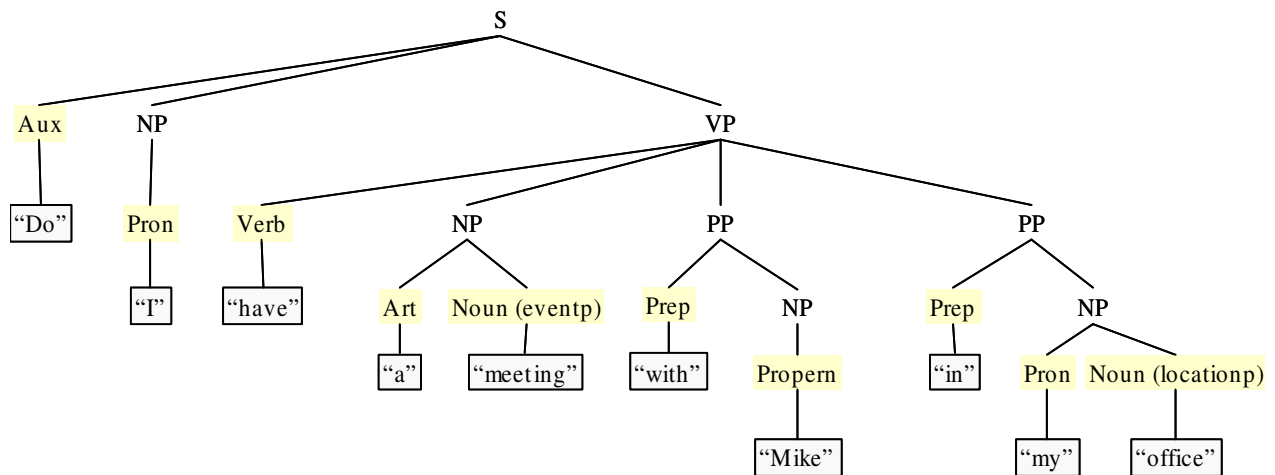 S
Aux NP VP
“Do” Pron Verb NP PP PP
“I” “have” Art Noun (eventp) Prep NP Prep NP
“a” “meeting” “with” Propern “in” Pron Noun (locationp)
“Mike” “my” “office”